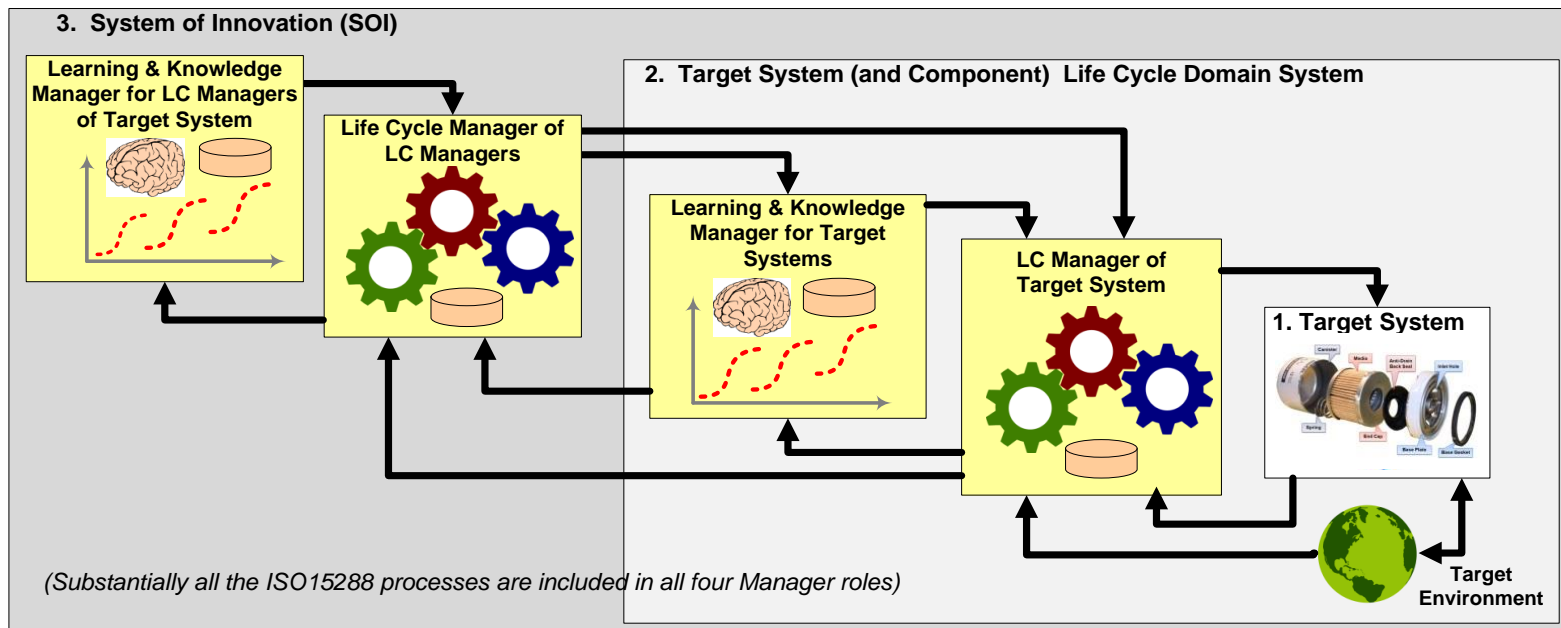 3. System of Innovation (SOI)
Learning & Knowledge
Manager for LC Managers
of Target System
Life Cycle Manager of
LC Managers
2. Target System (and Component) Life Cycle Domain System
Learning & Knowledge
Manager for Target
Systems
LC Manager of
Target System
1. Target System
Canister
Media
Anti-Drain
Back Seal
Inlet Hole
Spring
End Cap
Base Plate
Base Gasket
Target
Environment
(Substantially all the ISO15288 processes are included in all four Manager roles)